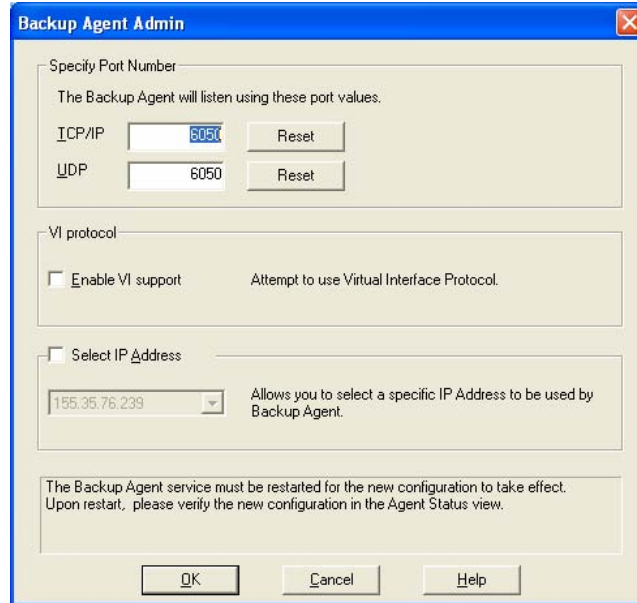 Backup Agent Admin
Specify Port Number
The Backup Agent will listen using these port values.
TCP/IP 6050 Reset
UDP 6050 Reset
VI protocol
Enable VI support Attempt to use Virtual Interface Protocol.
Select IP Address
155.35.76.239 Allows you to select a specific IP Address to be used by
Backup Agent.
The Backup Agent service must be restarted for the new configuration to take effect.
Upon restart, please verify the new configuration in the Agent Status view.
OK Cancel Help